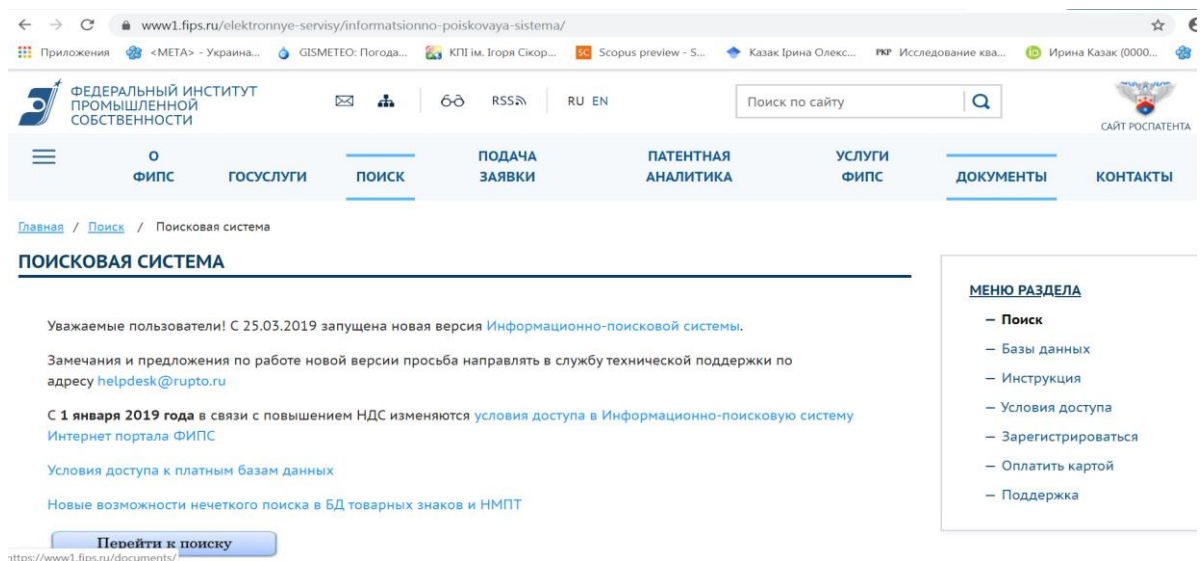 www1.fips.ru/elektronnye-servisy/informatsionno-poiskovaya-sistema/
Приложения <META> - Украина... GISMETEO: Погода... КПІ ім. Ігоря Сікор... SC Scopus preview - S... Казак Ірина Олекс... РКР Исследование ква... iD Ирина Казак (0000...
ФЕДЕРАЛЬНЫЙ ИНСТИТУТ
ПРОМЫШЛЕННОЙ
СОБСТВЕННОСТИ
RSS RU EN
Поиск по сайту
САЙТ РОСПАТЕНТА
О
ФИПС
ГОСУСЛУГИ
ПОИСК
ПОДАЧА
ЗАЯВКИ
ПАТЕНТНАЯ
АНАЛИТИКА
УСЛУГИ
ФИПС
ДОКУМЕНТЫ
КОНТАКТЫ
Главная / Поиск / Поисковая система
ПОИСКОВАЯ СИСТЕМА
Уважаемые пользователи! С 25.03.2019 запущена новая версия Информационно-поисковой системы.
Замечания и предложения по работе новой версии просьба направлять в службу технической поддержки по
адресу helpdesk@rupto.ru
С 1 января 2019 года в связи с повышением НДС изменяются условия доступа в Информационно-поисковую систему
Интернет портала ФИПС
Условия доступа к платным базам данных
Новые возможности нечеткого поиска в БД товарных знаков и НМПТ
Перейти к поиску
https://www1.fips.ru/documents/
МЕНЮ РАЗДЕЛА
— Поиск
— Базы данных
— Инструкция
— Условия доступа
— Зарегистрироваться
— Оплатить картой
— Поддержка